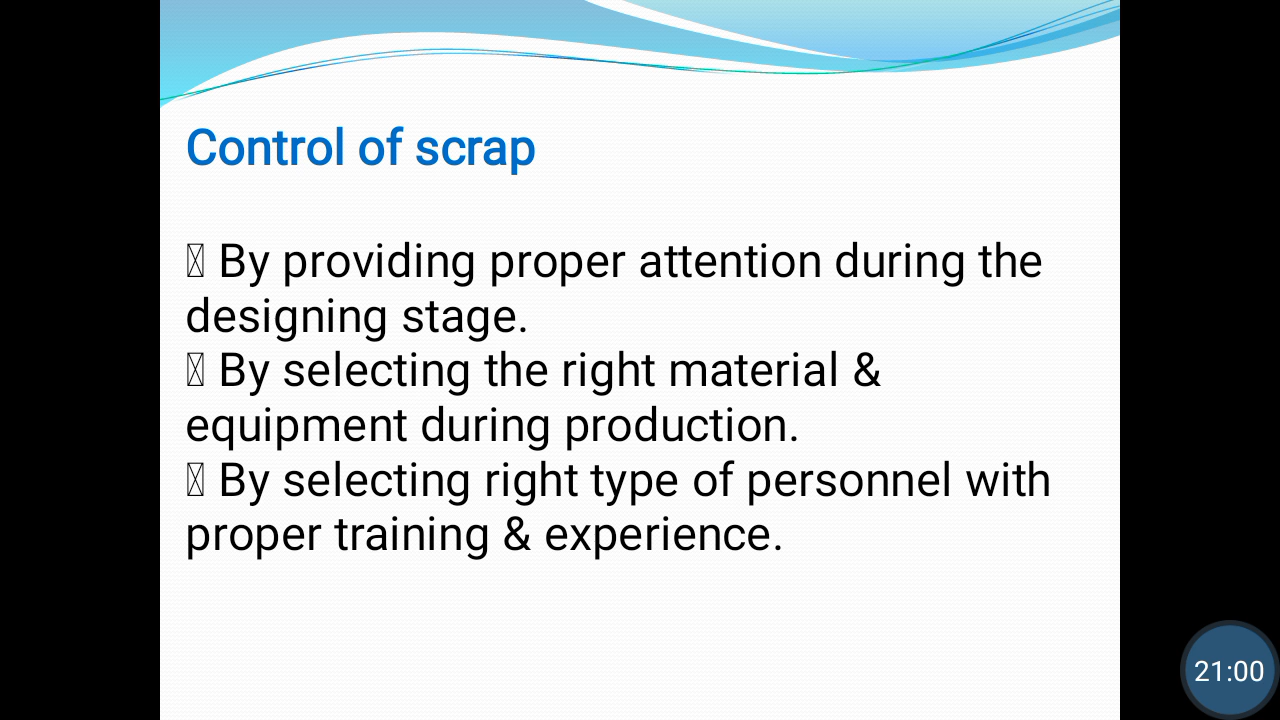 Control of scrap
By providing proper attention during the
designing stage.
By selecting the right material &
equipment during production.
By selecting right type of personnel with
proper training & experience.
21:00